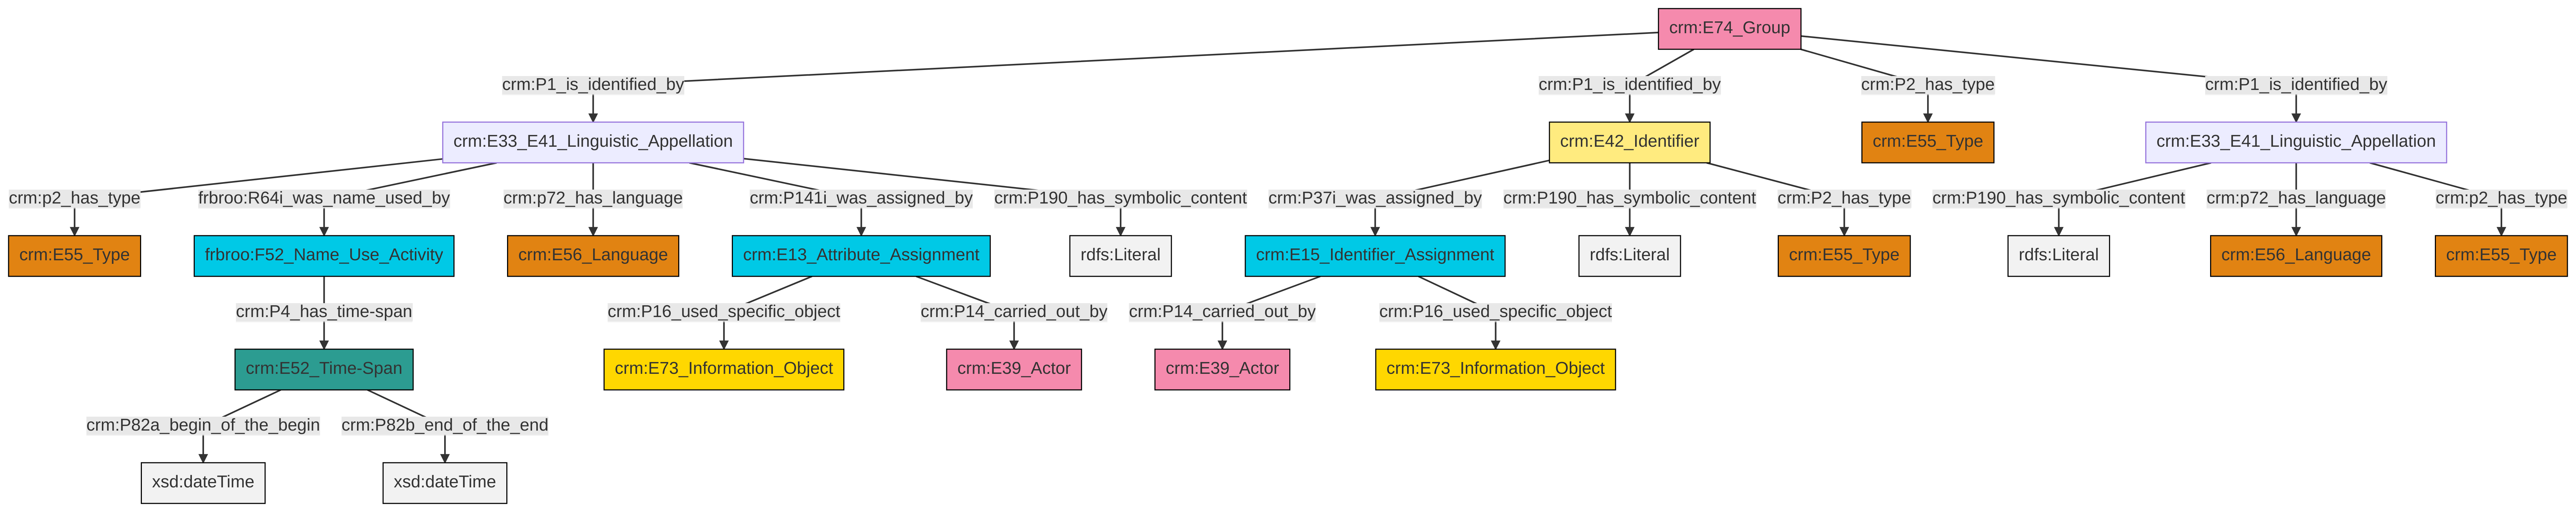 crm:E74_Group
crm:P1_is_identified_by
crm:P1_is_identified_by
crm:P2_has_type
crm:P1_is_identified_by
crm:E33_E41_Linguistic_Appellation
crm:E42_Identifier
crm:E55_Type
crm:E33_E41_Linguistic_Appellation
crm:p2_has_type
frbroo:R64i_was_name_used_by
crm:p72_has_language
crm:P141i_was_assigned_by
crm:P190_has_symbolic_content
crm:P37i_was_assigned_by
crm:P190_has_symbolic_content
crm:P2_has_type
crm:P190_has_symbolic_content
crm:p72_has_language
crm:p2_has_type
crm:E55_Type
frbroo:F52_Name_Use_Activity
crm:E56_Language
crm:E13_Attribute_Assignment
rdfs:Literal
crm:E15_Identifier_Assignment
rdfs:Literal
crm:E55_Type
rdfs:Literal
crm:E56_Language
crm:E55_Type
crm:P4_has_time-span
crm:P16_used_specific_object
crm:P14_carried_out_by
crm:P14_carried_out_by
crm:P16_used_specific_object
crm:E52_Time-Span
crm:E73_Information_Object
crm:E39_Actor
crm:E39_Actor
crm:E73_Information_Object
crm:P82a_begin_of_the_begin
crm:P82b_end_of_the_end
xsd:dateTime
xsd:dateTime